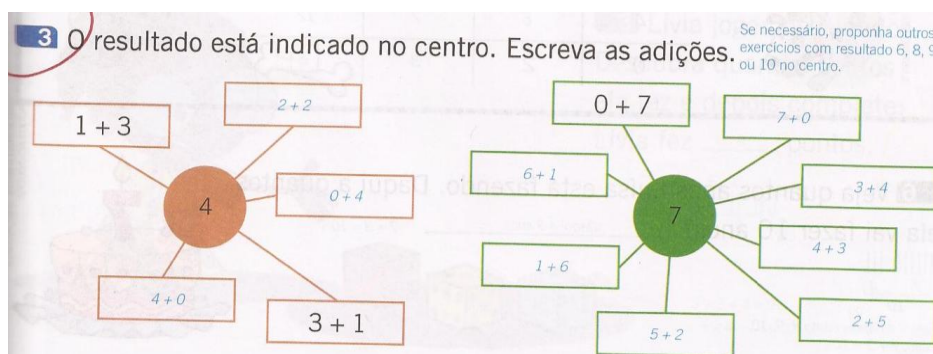 3 O resultado está indicado no centro. Escreva as adições.
Se necessário, proponha outros
exercícios com resultado 6, 8, 9
ou 10 no centro.
1 + 3
2 + 2
0 + 4
4
4 + 0
3 + 1
0 + 7
7 + 0
6 + 1
3 + 4
7
4 + 3
1 + 6
5 + 2
2 + 5